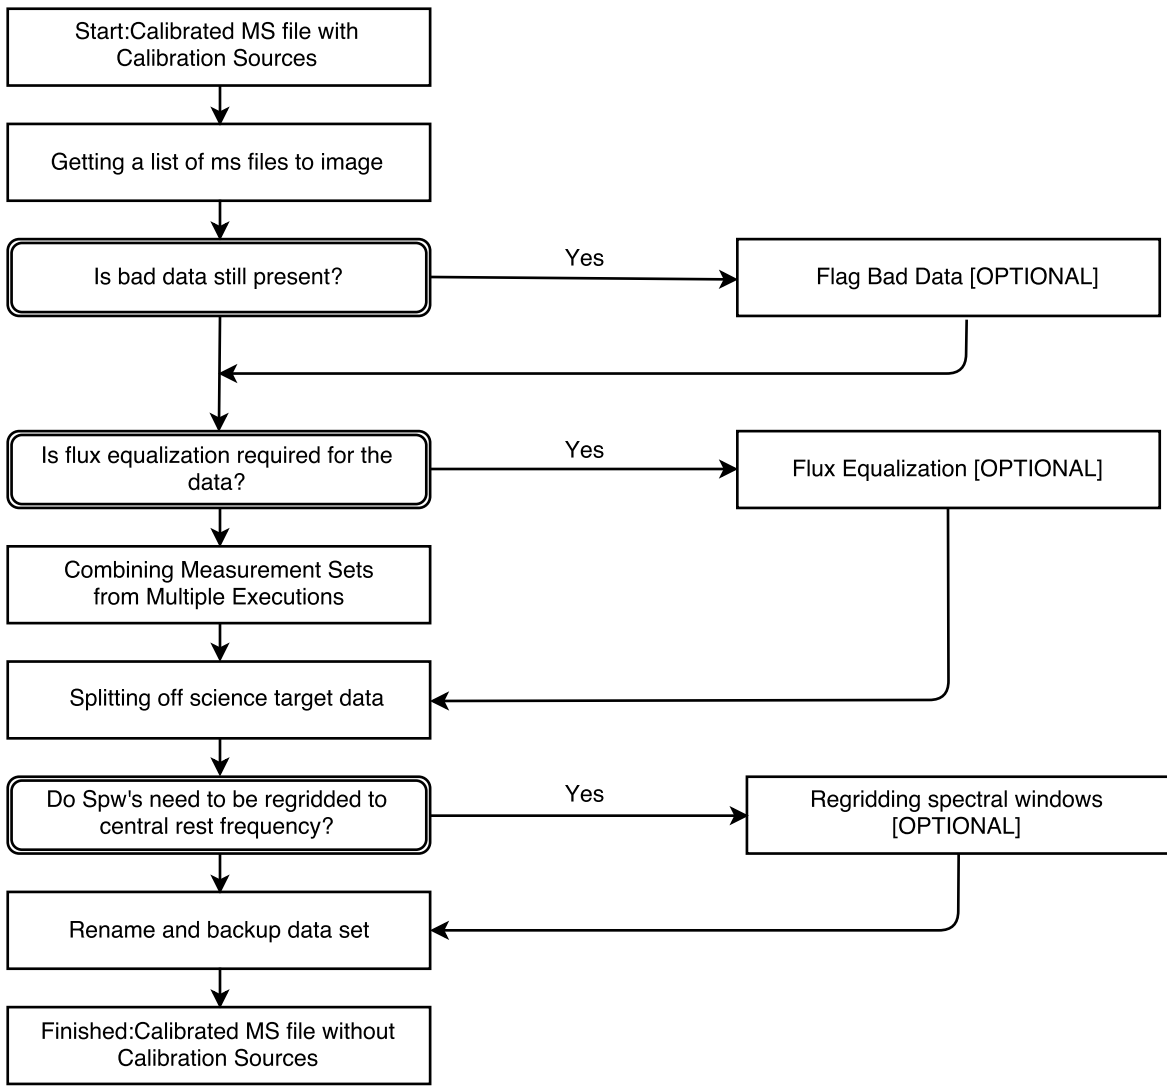 Start:Calibrated MS file with
Calibration Sources
Getting a list of ms files to image
Is bad data still present?
Yes
Flag Bad Data [OPTIONAL]
Is flux equalization required for the
data?
Yes
Flux Equalization [OPTIONAL]
Combining Measurement Sets
from Multiple Executions
Splitting off science target data
Do Spw's need to be regridded to
central rest frequency?
Yes
Regridding spectral windows
[OPTIONAL]
Rename and backup data set
Finished:Calibrated MS file without
Calibration Sources